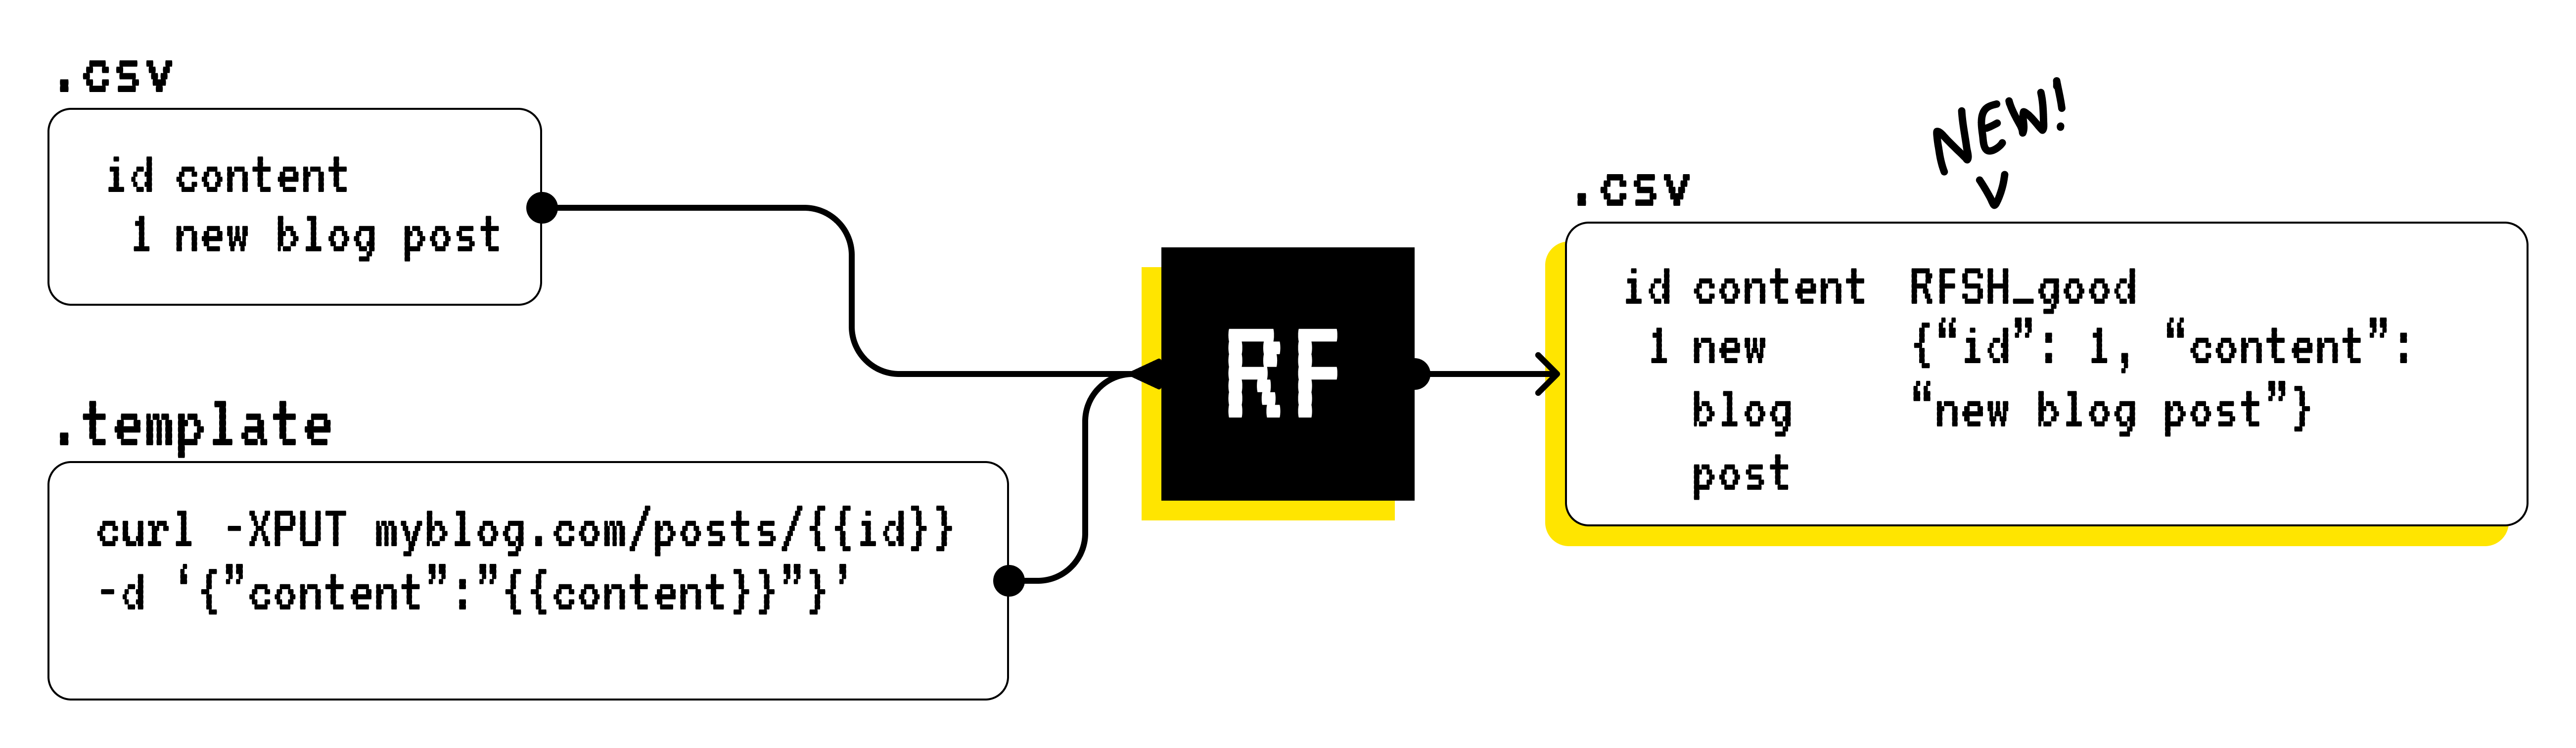 .csv
id content
1 new blog post
.template
curl -XPUT myblog.com/posts/{{id}}
-d ‘{”content”:”{{content}}”}’
RF
NEW!
.csv
id content RFSH_good
1 new {“id”: 1, “content”:
blog “new blog post”}
post